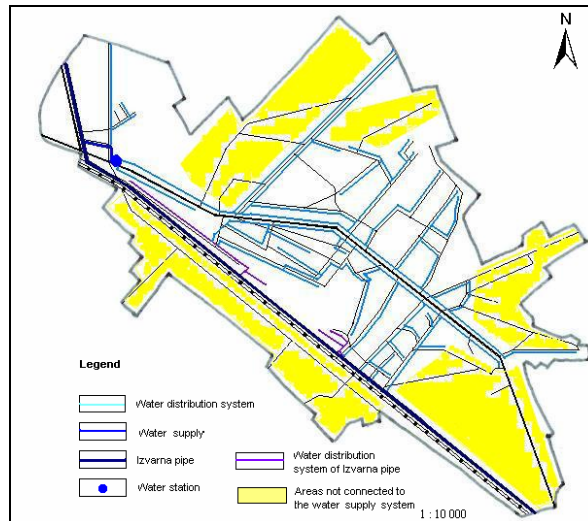 N
Legend
Water distribution system
Water supply
Izvarna pipe
Water station
Water distribution
system of Izvarna pipe
Areas not connected to
the water supply system
1 : 10 000